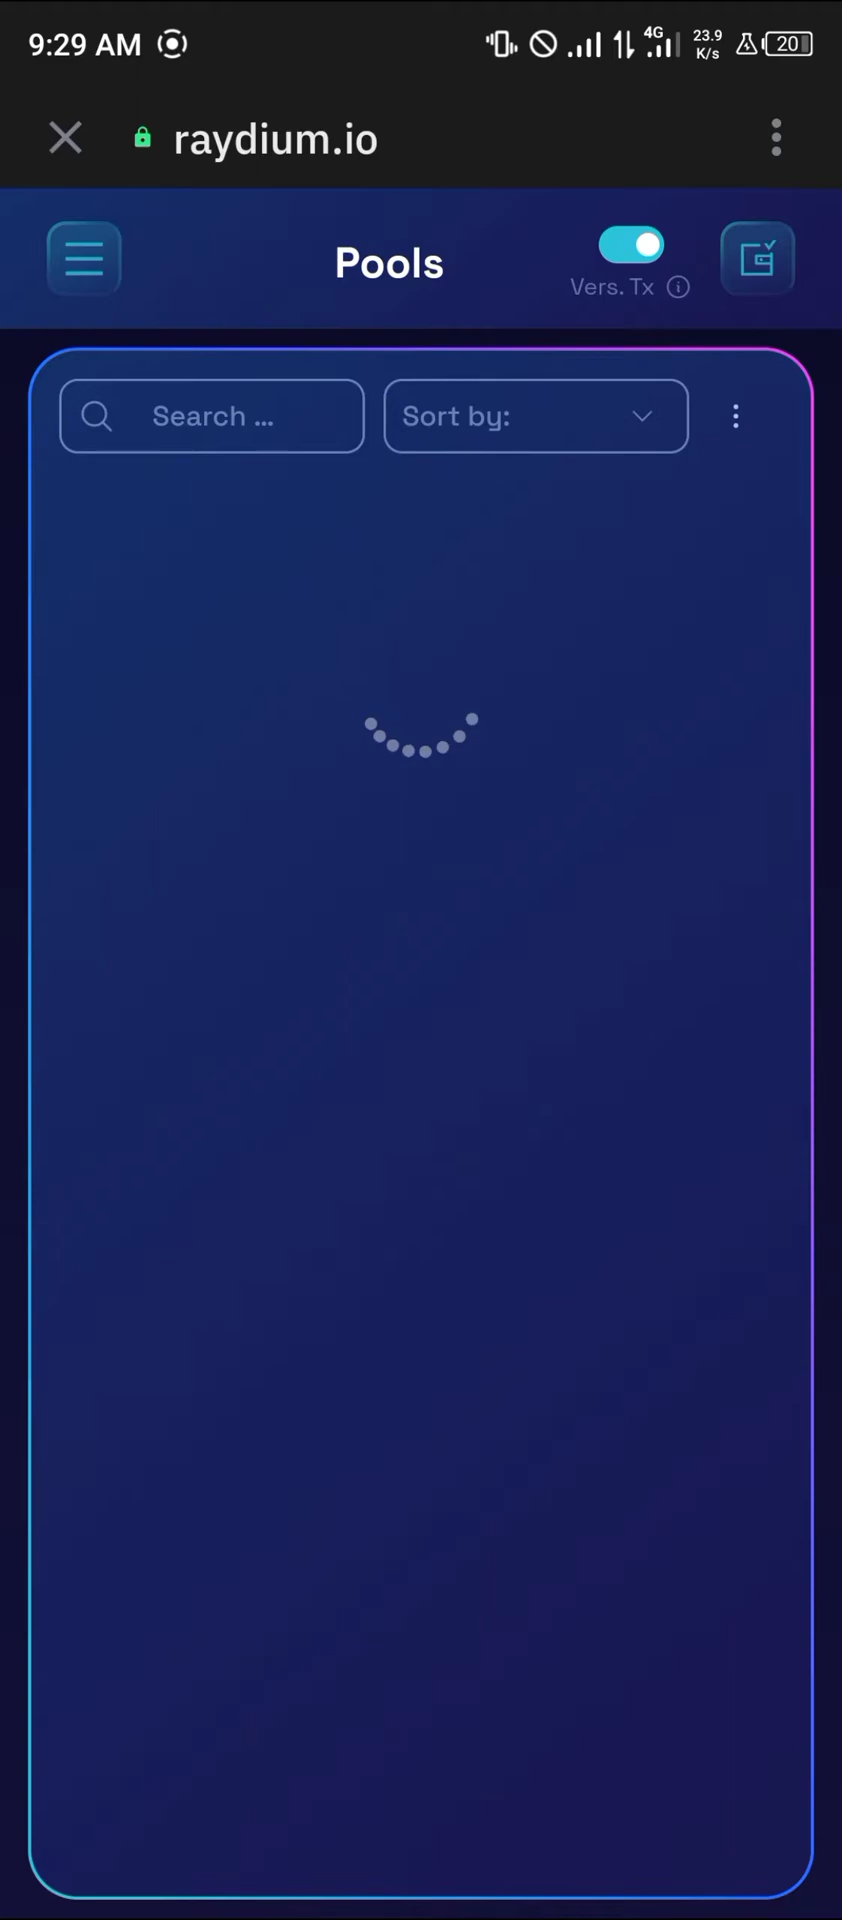 9:29 AM
4G
23.9
K/s
20
raydium.io
Pools
Vers. Tx
Search ...
Sort by: